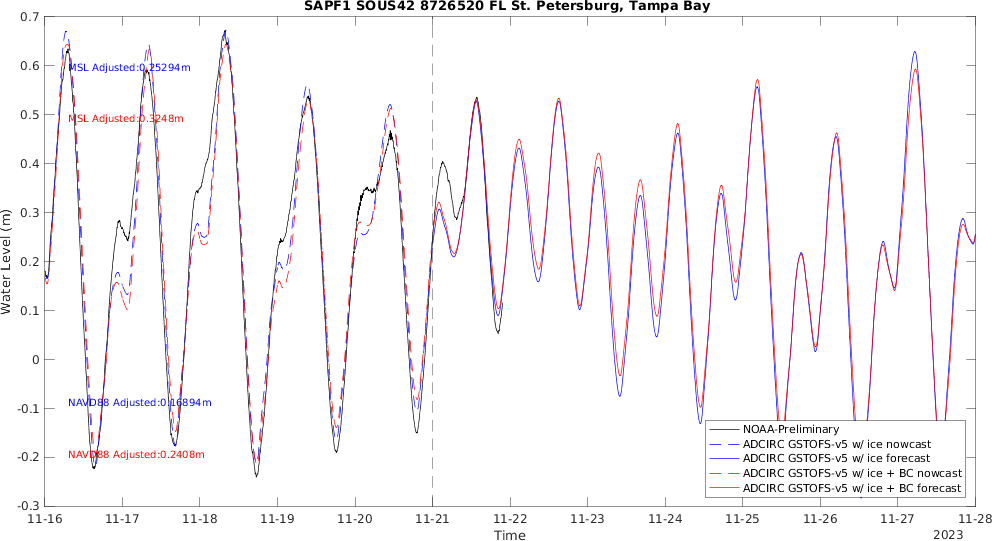 SAPF1 SOUS42 8726520 FL St. Petersburg, Tampa Bay
0.7
0.6
0.5
0.4
0.3
0.2
0.1
0
-0.1
-0.2
-0.3
Water Level (m)
MSL Adjusted:0.25294m
MSL Adjusted:0.3248m
NAVD88 Adjusted:0.16894m
NAVD88 Adjusted:0.2408m
NOAA-Preliminary
ADCIRC GSTOFS-v5 w/ ice nowcast
ADCIRC GSTOFS-v5 w/ ice forecast
ADCIRC GSTOFS-v5 w/ ice + BC nowcast
ADCIRC GSTOFS-v5 w/ ice + BC forecast
11-16 11-17 11-18 11-19 11-20 11-21 11-22 11-23 11-24 11-25 11-26 11-27 11-28
Time
2023